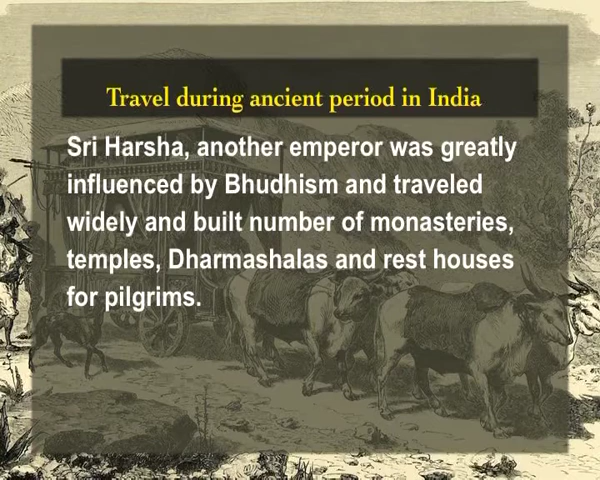 Travel during ancient period in India
Sri Harsha, another emperor was greatly
influenced by Bhudhism and traveled
widely and built number of monasteries,
temples, Dharmashalas and rest houses
for pilgrims.